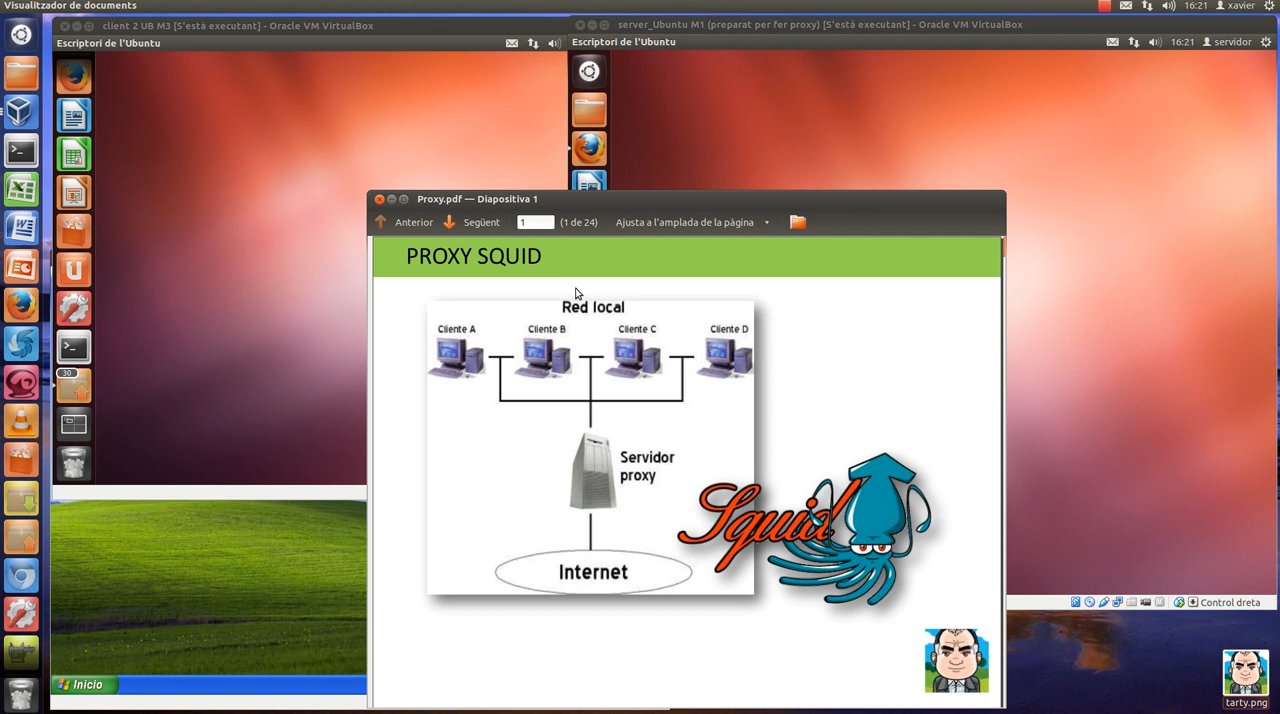 Visualitzador de documents
16:21 xavier
client 2 UB M3 [S'està executant] - Oracle VM VirtualBox
server_Ubuntu M1 (preparat per fer proxy) [S'està executant] - Oracle VM VirtualBox
Escriptori de l'Ubuntu
Escriptori de l'Ubuntu
16:21 servidor
Proxy.pdf — Diapositiva 1
Anterior Següent 1 (1 de 24) Ajusta a l'amplada de la pàgina
PROXY SQUID
Red local
Cliente A Cliente B Cliente C Cliente D
Servidor
proxy
Squid
Internet
30
Control dreta
Inicio
tarty.png